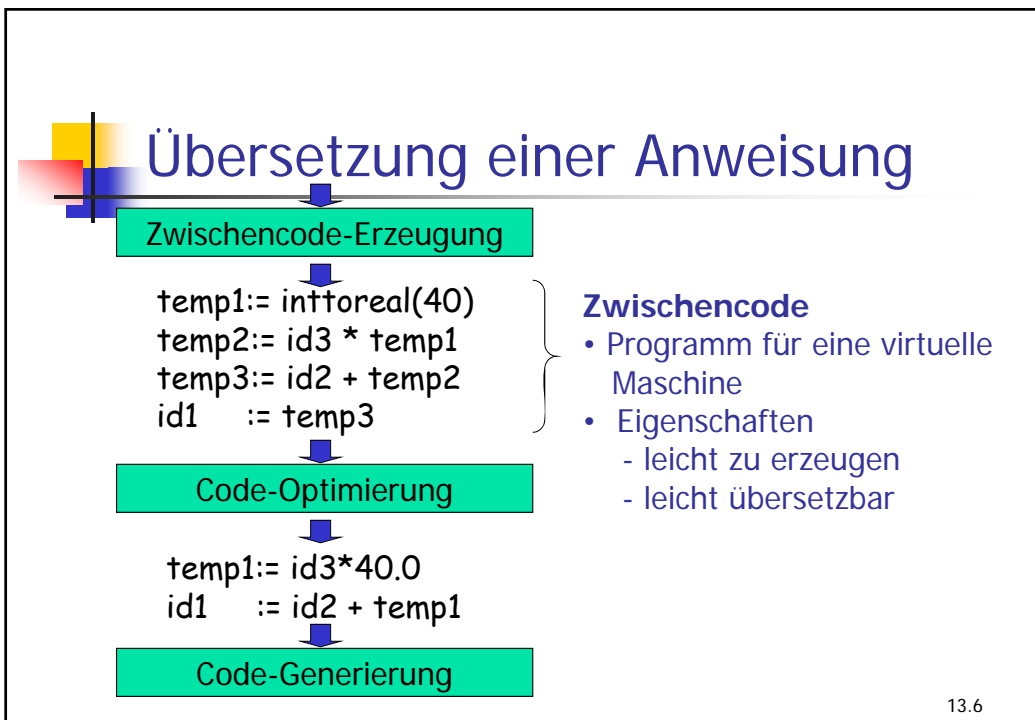 Übersetzung einer Anweisung
Zwischencode-Erzeugung
temp1:= inttoreal(40)
temp2:= id3 * temp1
temp3:= id2 + temp2
id1 := temp3
Zwischencode
• Programm für eine virtuelle
Maschine
• Eigenschaften
- leicht zu erzeugen
- leicht übersetzbar
Code-Optimierung
temp1:= id3*40.0
id1 := id2 + temp1
Code-Generierung
13.6